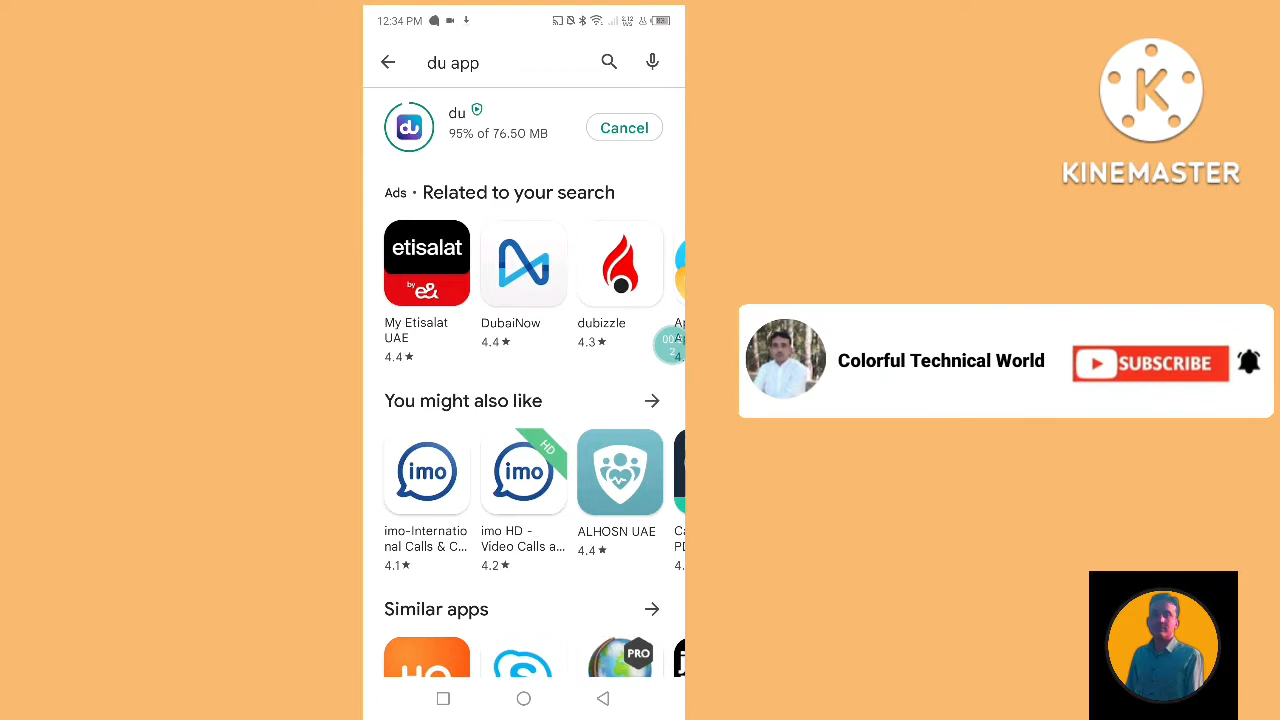 12:34 PM
du app
du
95% of 76.50 MB
Cancel
Ads • Related to your search
etisalat
by e&
My Etisalat
UAE
4.4★
DubaiNow
4.4★
dubizzle
4.3★
You might also like
imo
imo-Internatio
nal Calls & C...
4.1★
HD
imo
imo HD -
Video Calls a...
4.2★
ALHOSN UAE
4.4★
Similar apps
PRO
K
KINEMASTER
Colorful Technical World
SUBSCRIBE